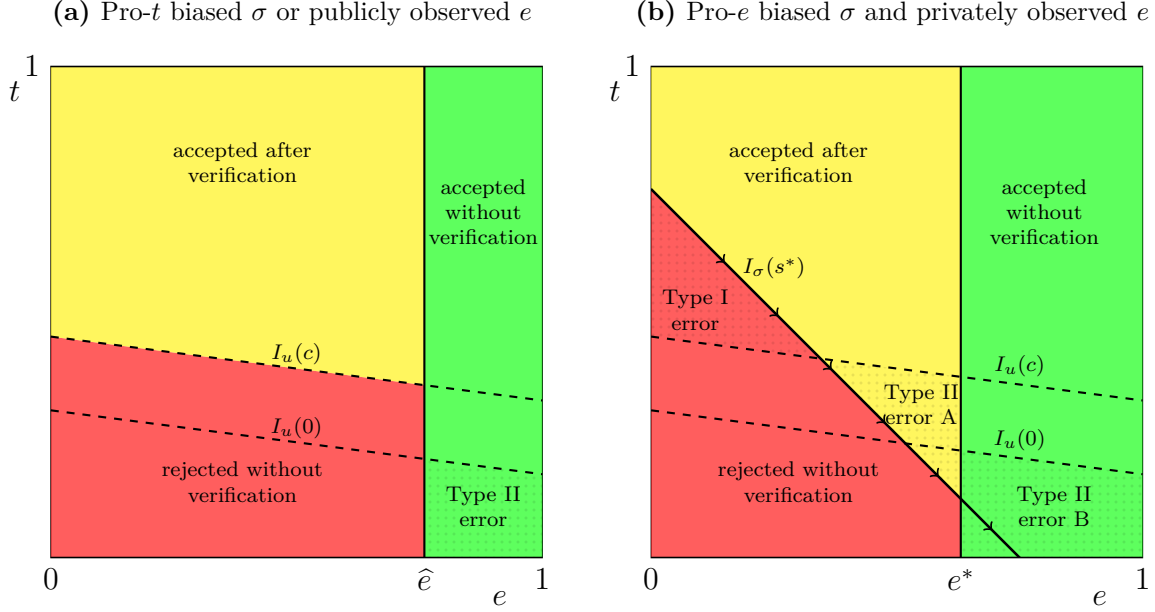 (a) Pro-t biased σ or publicly observed e
1
t
accepted after
verification
accepted
without
verification
I_u(c)
I_u(0)
rejected without
verification
Type II
error
0
ê
1
e
(b) Pro-e biased σ and privately observed e
1
t
accepted after
verification
accepted
without
verification
I_σ(s*)
Type I
error
I_u(c)
Type II
error A
I_u(0)
rejected without
verification
Type II
error B
0
e*
1
e